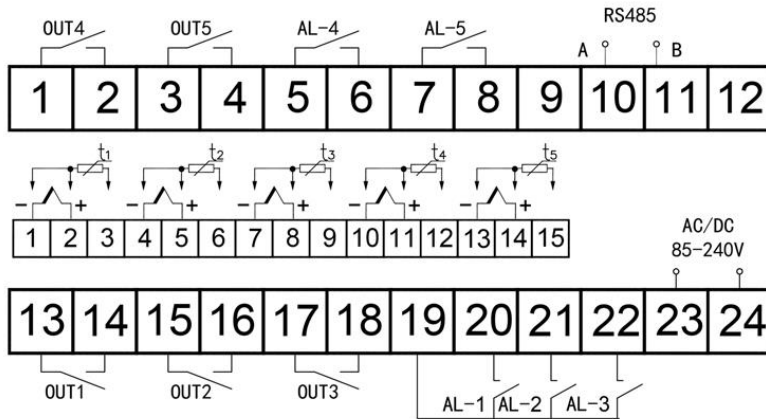 RS485
OUT4 OUT5 AL-4 AL-5 A B
1 2 3 4 5 6 7 8 9 10 11 12
t1 t2 t3 t4 t5
- + - + - + - + - +
1 2 3 4 5 6 7 8 9 10 11 12 13 14 15
AC/DC
85-240V
13 14 15 16 17 18 19 20 21 22 23 24
OUT1 OUT2 OUT3 AL-1 AL-2 AL-3